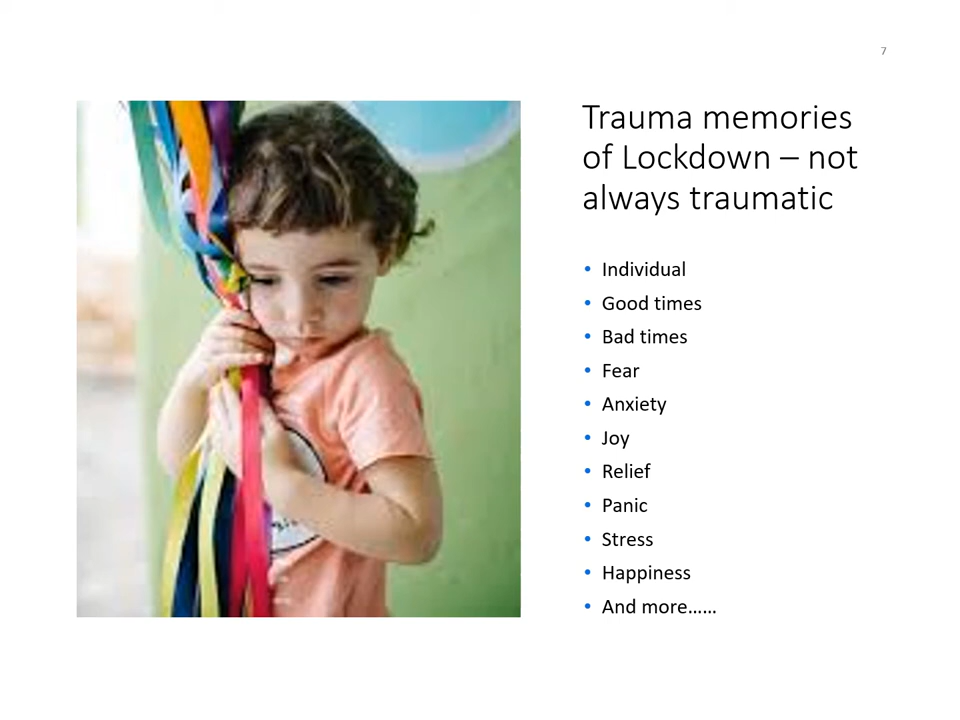 7
Trauma memories
of Lockdown – not
always traumatic
• Individual
• Good times
• Bad times
• Fear
• Anxiety
• Joy
• Relief
• Panic
• Stress
• Happiness
• And more……